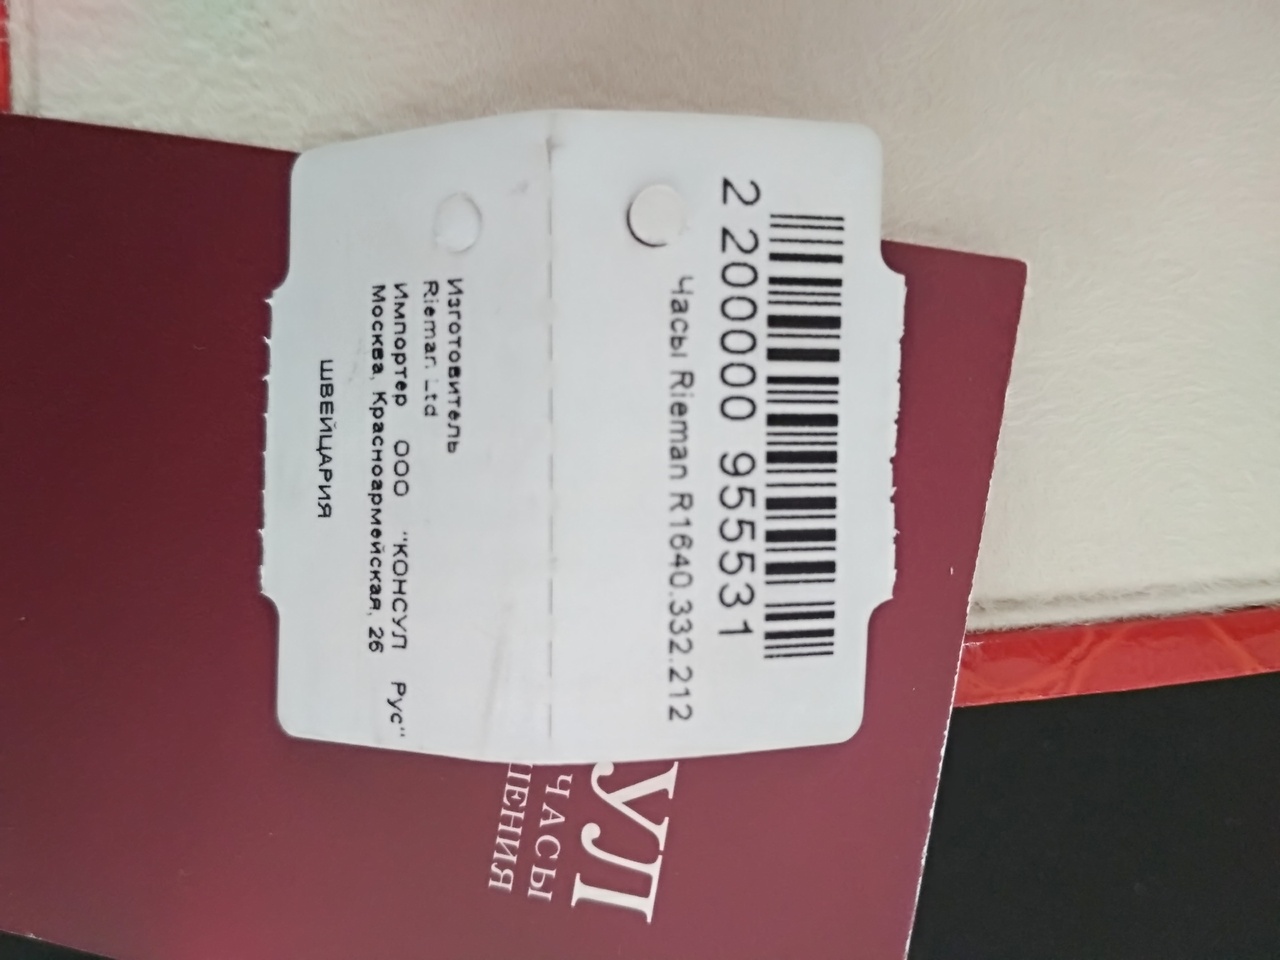 2 200000 955531
Часы Rieman R1640.332.212
Изготовитель
Rieman Ltd
Импортер ООО "КОНСУЛ Рус"
Москва, Красноармейская, 26
ШВЕЙЦАРИЯ
УЛ
ЧАСЫ
ЕНИЯ